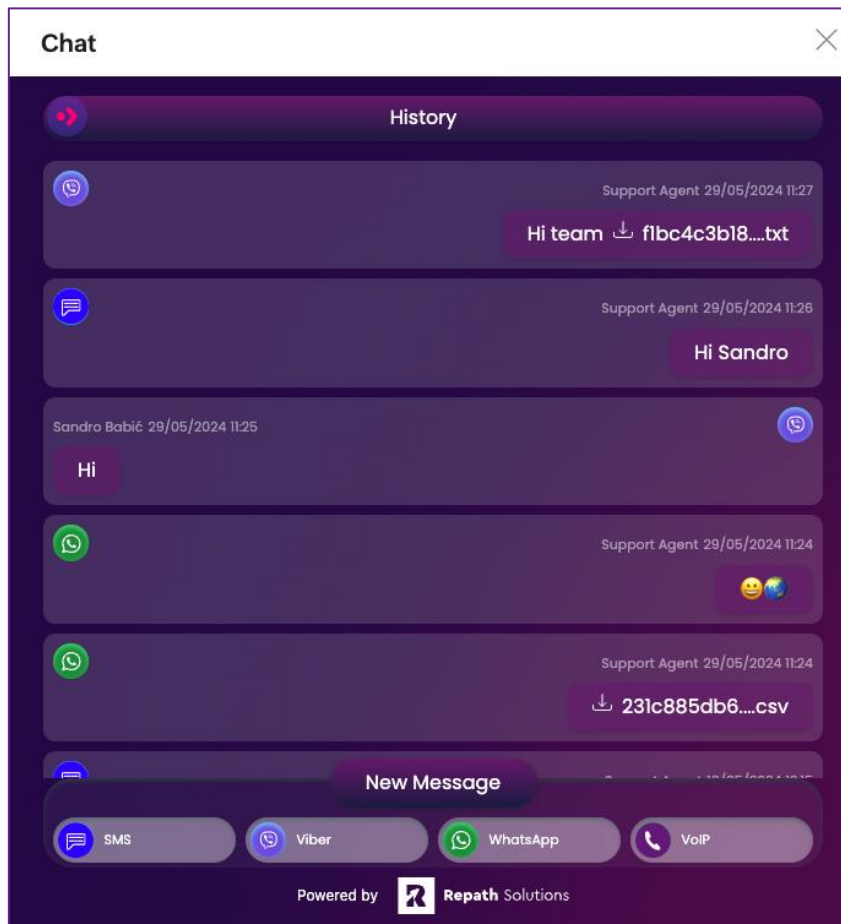 Chat
History
Support Agent 29/05/2024 11:27
Hi team f1bc4c3b18....txt
Support Agent 29/05/2024 11:26
Hi Sandro
Sandro Babić 29/05/2024 11:25
Hi
Support Agent 29/05/2024 11:24
😀🌏
Support Agent 29/05/2024 11:24
231c885db6....csv
New Message
SMS
Viber
WhatsApp
VoIP
Powered by Repath Solutions